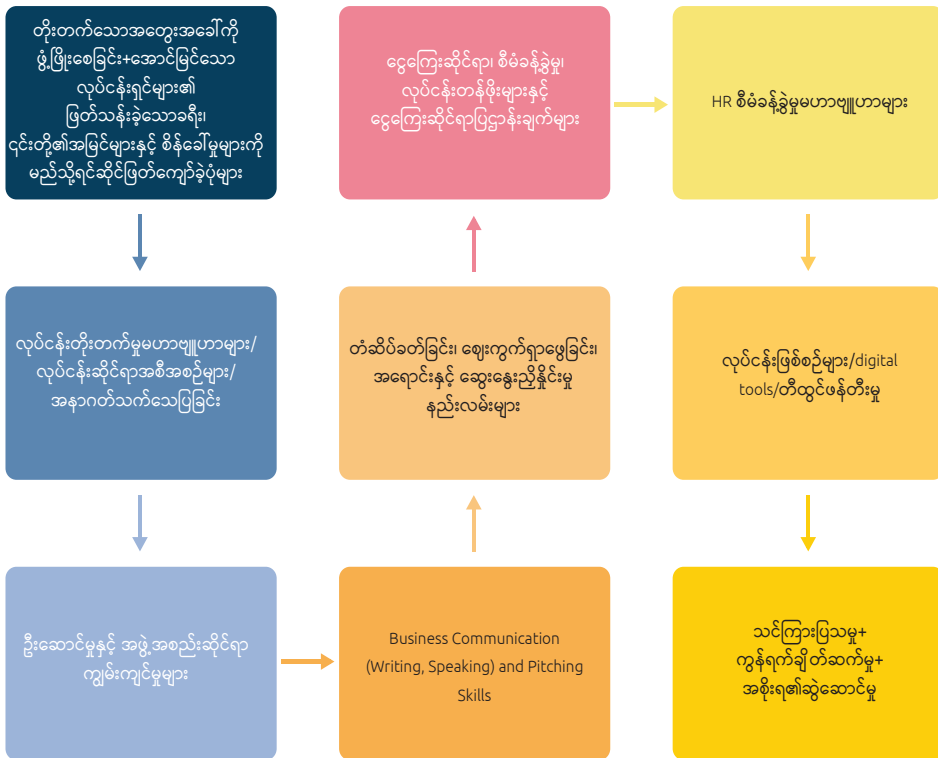 တိုးတက်သောအတွေးအခေါ်ကို
ဖွံ့ဖြိုးစေခြင်း+အောင်မြင်သော
လုပ်ငန်းရှင်များ၏
ဖြတ်သန်းခဲ့သောခရီး၊
၎င်းတို့၏အမြင်များနှင့် စိန်ခေါ်မှုများကို
မည်သို့ရင်ဆိုင်ဖြတ်ကျော်ခဲ့ပုံများ
လုပ်ငန်းတိုးတက်မှုမဟာဗျူဟာများ/
လုပ်ငန်းဆိုင်ရာအစီအစဉ်များ/
အနာဂတ်သက်သေပြခြင်း
ဦးဆောင်မှုနှင့် အဖွဲ့အစည်းဆိုင်ရာ
ကျွမ်းကျင်မှုများ
Business Communication
(Writing, Speaking) and Pitching
Skills
တံဆိပ်ခတ်ခြင်း၊ ဈေးကွက်ရှာဖွေခြင်း၊
အရောင်းနှင့် ဆွေးနွေးညှိနှိုင်းမှု
နည်းလမ်းများ
ငွေကြေးဆိုင်ရာ၊ စီမံခန့်ခွဲမှု၊
လုပ်ငန်းတန်ဖိုးများနှင့်
ငွေကြေးဆိုင်ရာပြဌာန်းချက်များ
HR စီမံခန့်ခွဲမှုမဟာဗျူဟာများ
လုပ်ငန်းဖြစ်စဉ်များ/digital
tools/တီထွင်ဖန်တီးမှု
သင်ကြားပြသမှု+
ကွန်ရက်ချိတ်ဆက်မှု+
အစိုးရ၏ဆွဲဆောင်မှု